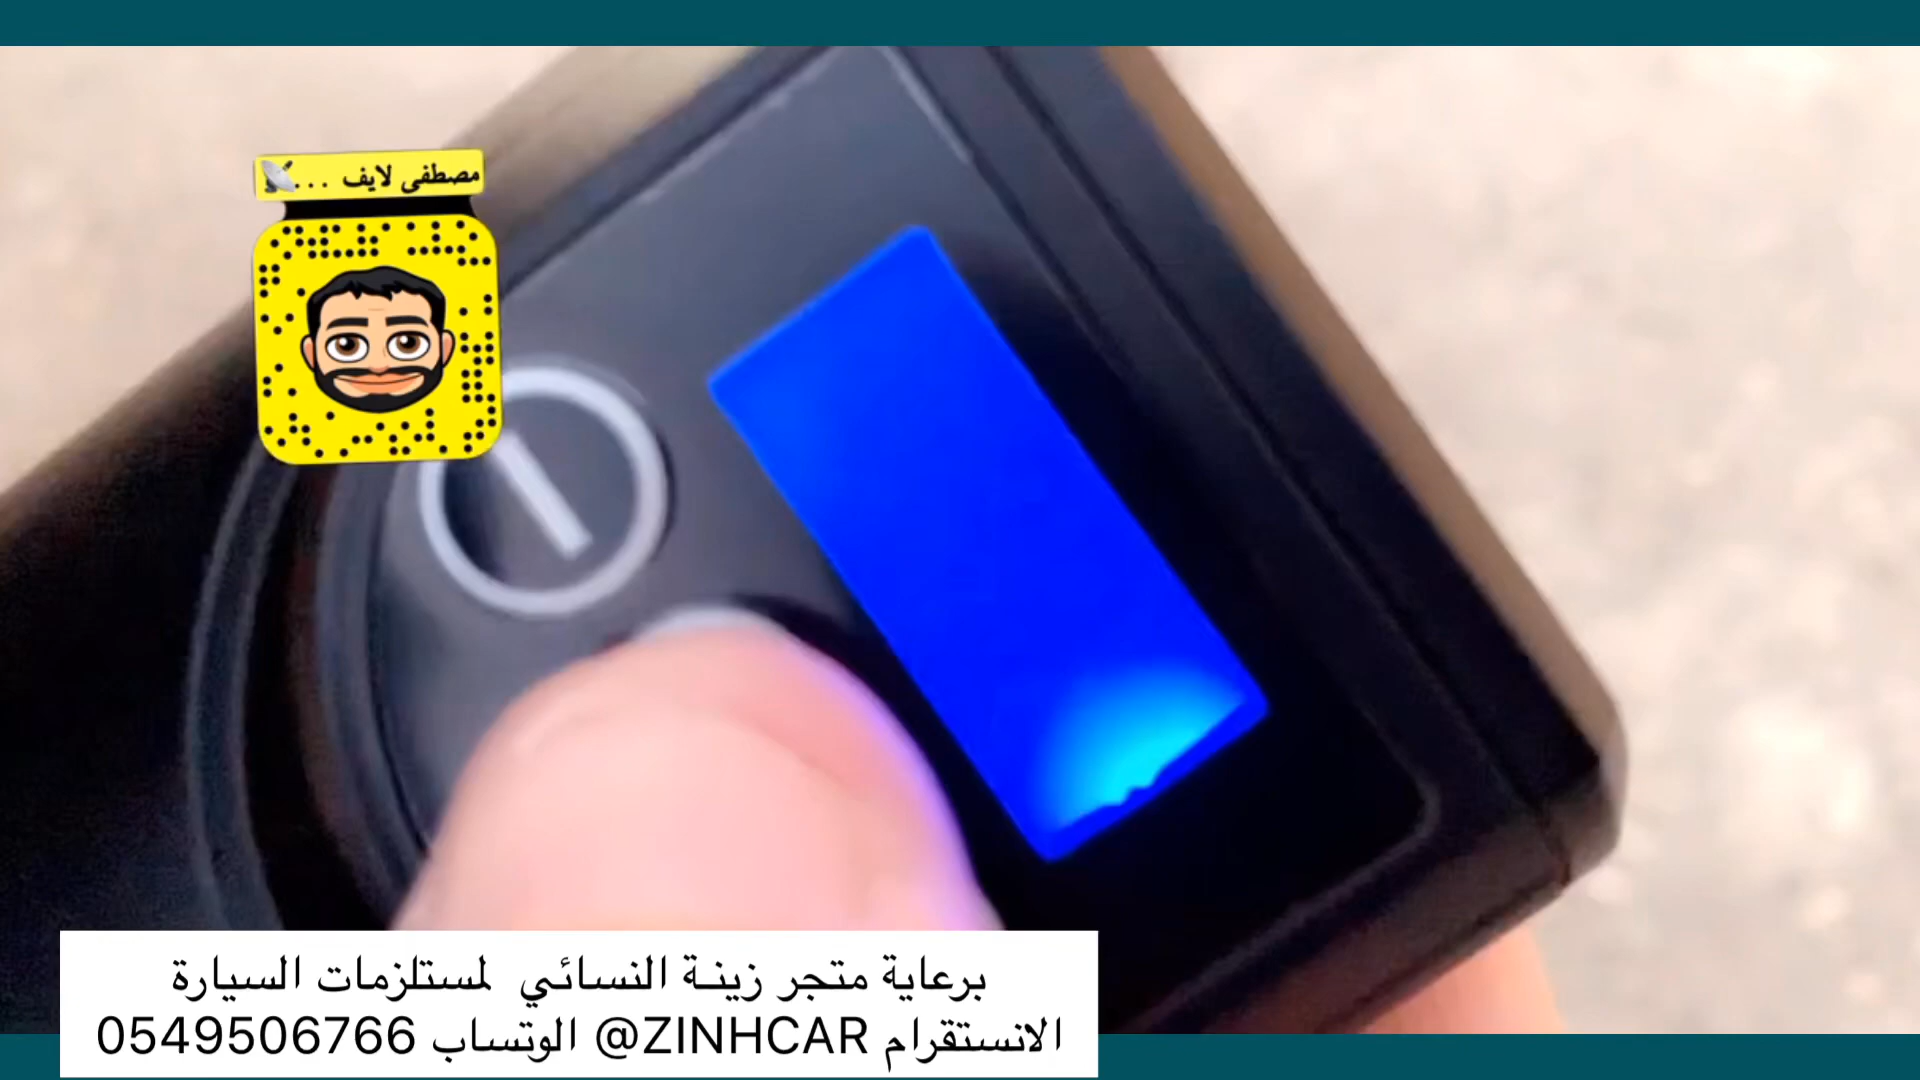 مصطفى لايف ...
برعاية متجر زينة النسائي لمستلزمات السيارة
الانستقرام @ZINHCAR الوتساب 0549506766